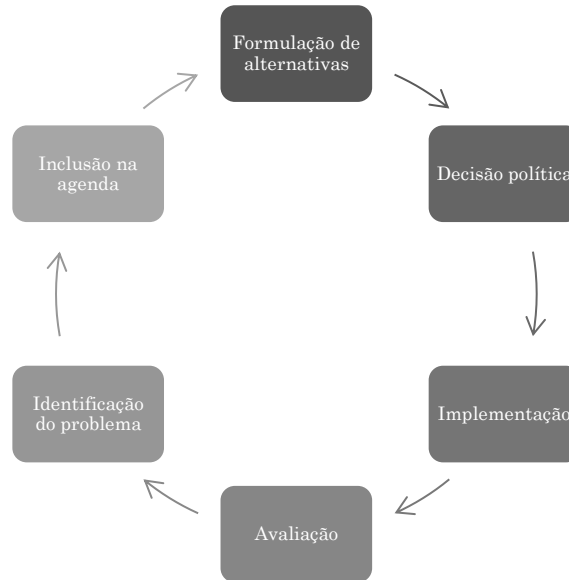 Formulação de
alternativas
Inclusão na
agenda
Decisão política
Identificação
do problema
Implementação
Avaliação